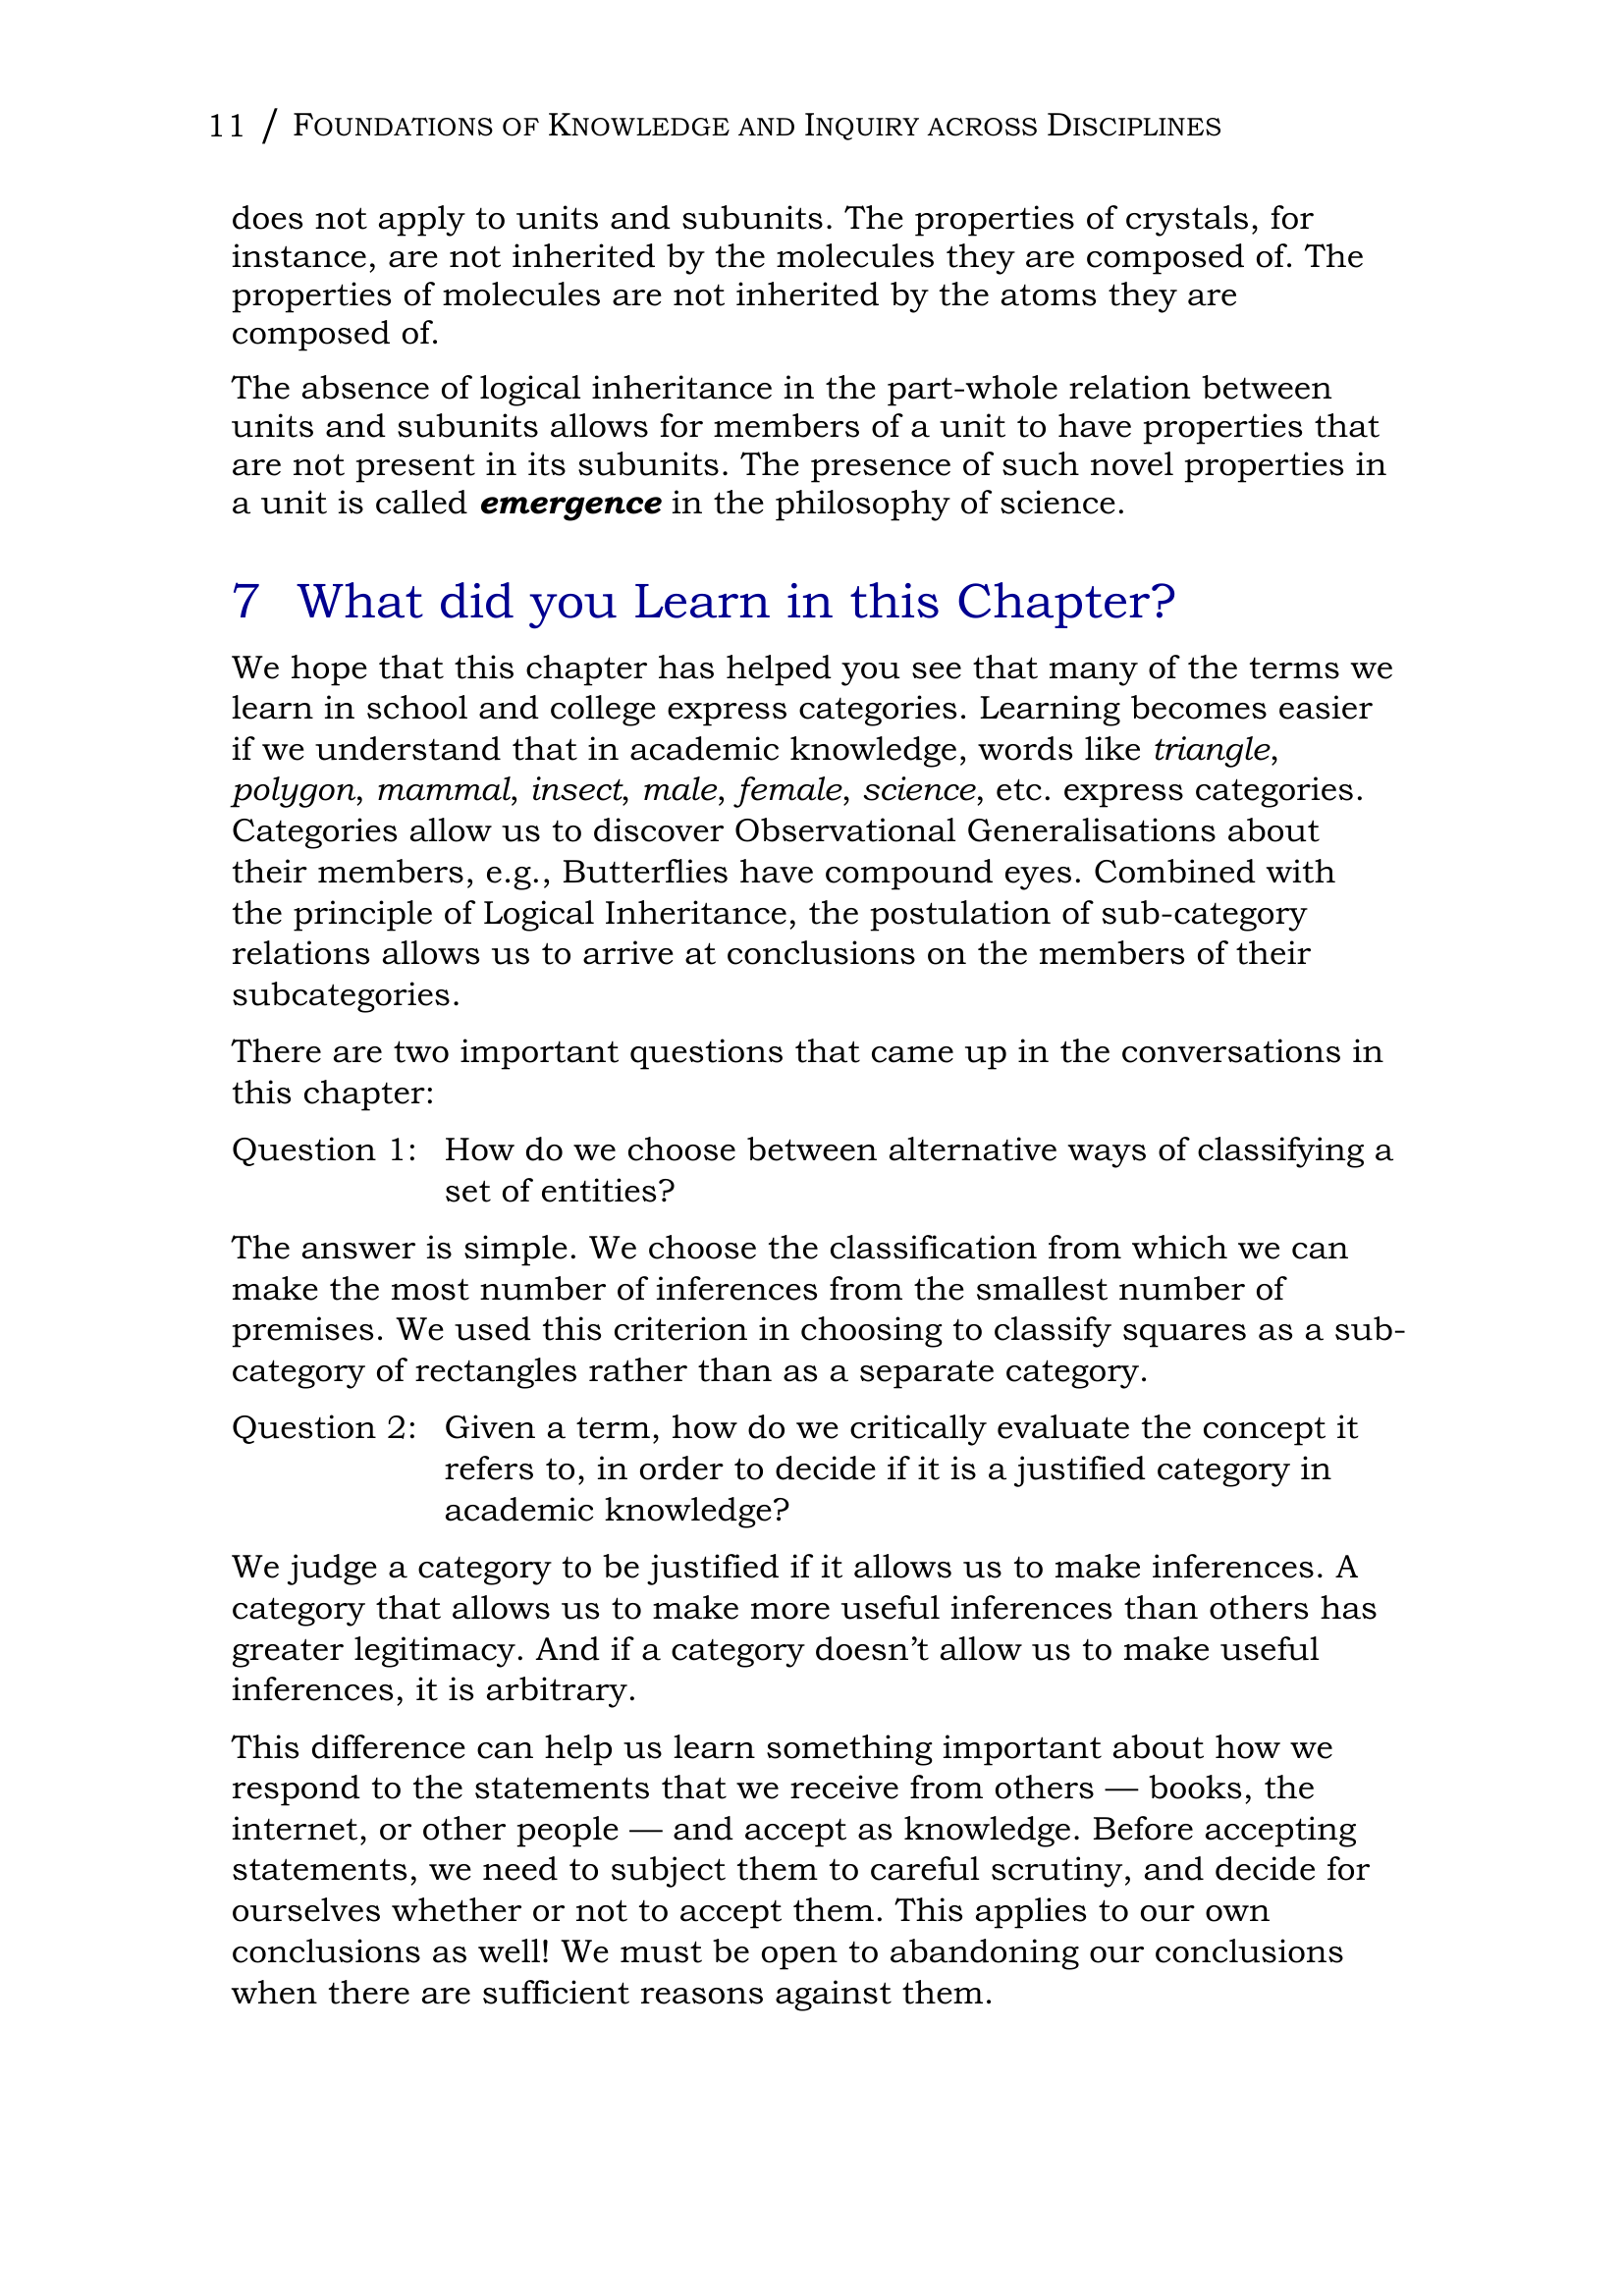 11 / FOUNDATIONS OF KNOWLEDGE AND INQUIRY ACROSS DISCIPLINES
does not apply to units and subunits. The properties of crystals, for
instance, are not inherited by the molecules they are composed of. The
properties of molecules are not inherited by the atoms they are
composed of.
The absence of logical inheritance in the part-whole relation between
units and subunits allows for members of a unit to have properties that
are not present in its subunits. The presence of such novel properties in
a unit is called emergence in the philosophy of science.
7 What did you Learn in this Chapter?
We hope that this chapter has helped you see that many of the terms we
learn in school and college express categories. Learning becomes easier
if we understand that in academic knowledge, words like triangle,
polygon, mammal, insect, male, female, science, etc. express categories.
Categories allow us to discover Observational Generalisations about
their members, e.g., Butterflies have compound eyes. Combined with
the principle of Logical Inheritance, the postulation of sub-category
relations allows us to arrive at conclusions on the members of their
subcategories.
There are two important questions that came up in the conversations in
this chapter:
Question 1: How do we choose between alternative ways of classifying a
set of entities?
The answer is simple. We choose the classification from which we can
make the most number of inferences from the smallest number of
premises. We used this criterion in choosing to classify squares as a sub-
category of rectangles rather than as a separate category.
Question 2: Given a term, how do we critically evaluate the concept it
refers to, in order to decide if it is a justified category in
academic knowledge?
We judge a category to be justified if it allows us to make inferences. A
category that allows us to make more useful inferences than others has
greater legitimacy. And if a category doesn’t allow us to make useful
inferences, it is arbitrary.
This difference can help us learn something important about how we
respond to the statements that we receive from others — books, the
internet, or other people — and accept as knowledge. Before accepting
statements, we need to subject them to careful scrutiny, and decide for
ourselves whether or not to accept them. This applies to our own
conclusions as well! We must be open to abandoning our conclusions
when there are sufficient reasons against them.